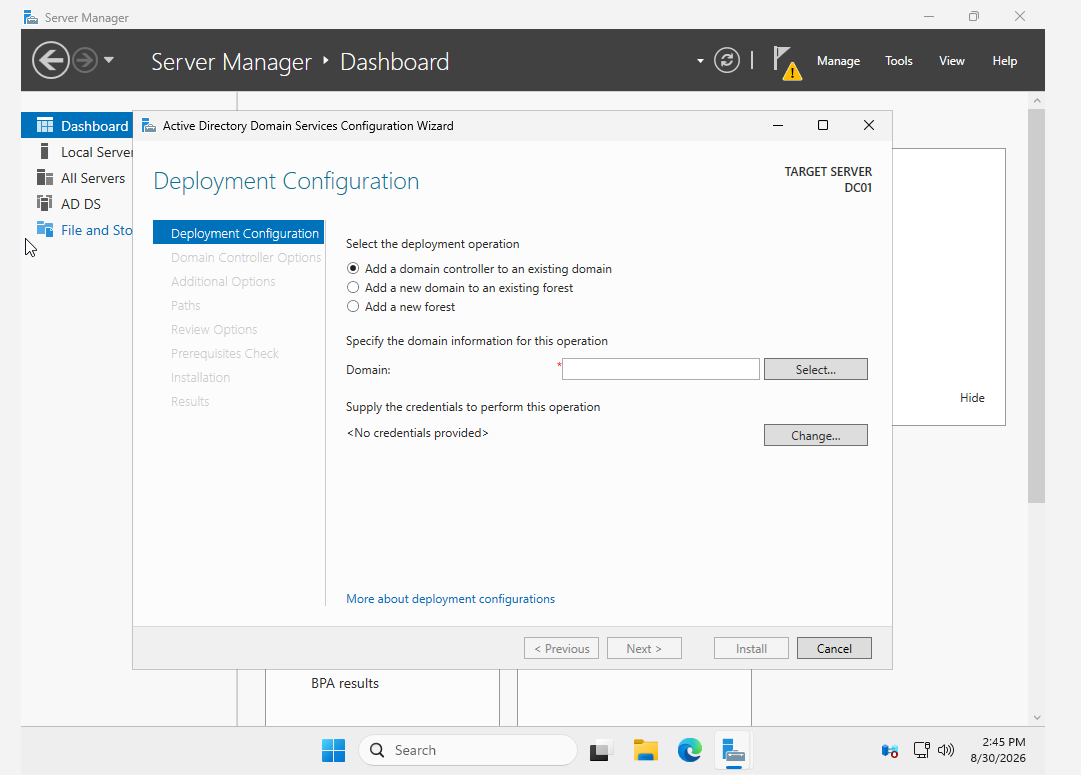 Server Manager
Server Manager ‣ Dashboard
Manage
Tools
View
Help
Dashboard
Local Server
All Servers
AD DS
File and Sto
Active Directory Domain Services Configuration Wizard
Deployment Configuration
TARGET SERVER
DC01
Deployment Configuration
Domain Controller Options
Additional Options
Paths
Review Options
Prerequisites Check
Installation
Results
Select the deployment operation
Add a domain controller to an existing domain
Add a new domain to an existing forest
Add a new forest
Specify the domain information for this operation
Domain:
*
Select...
Supply the credentials to perform this operation
<No credentials provided>
Change...
More about deployment configurations
< Previous
Next >
Install
Cancel
Hide
BPA results
Search
2:45 PM
8/30/2026